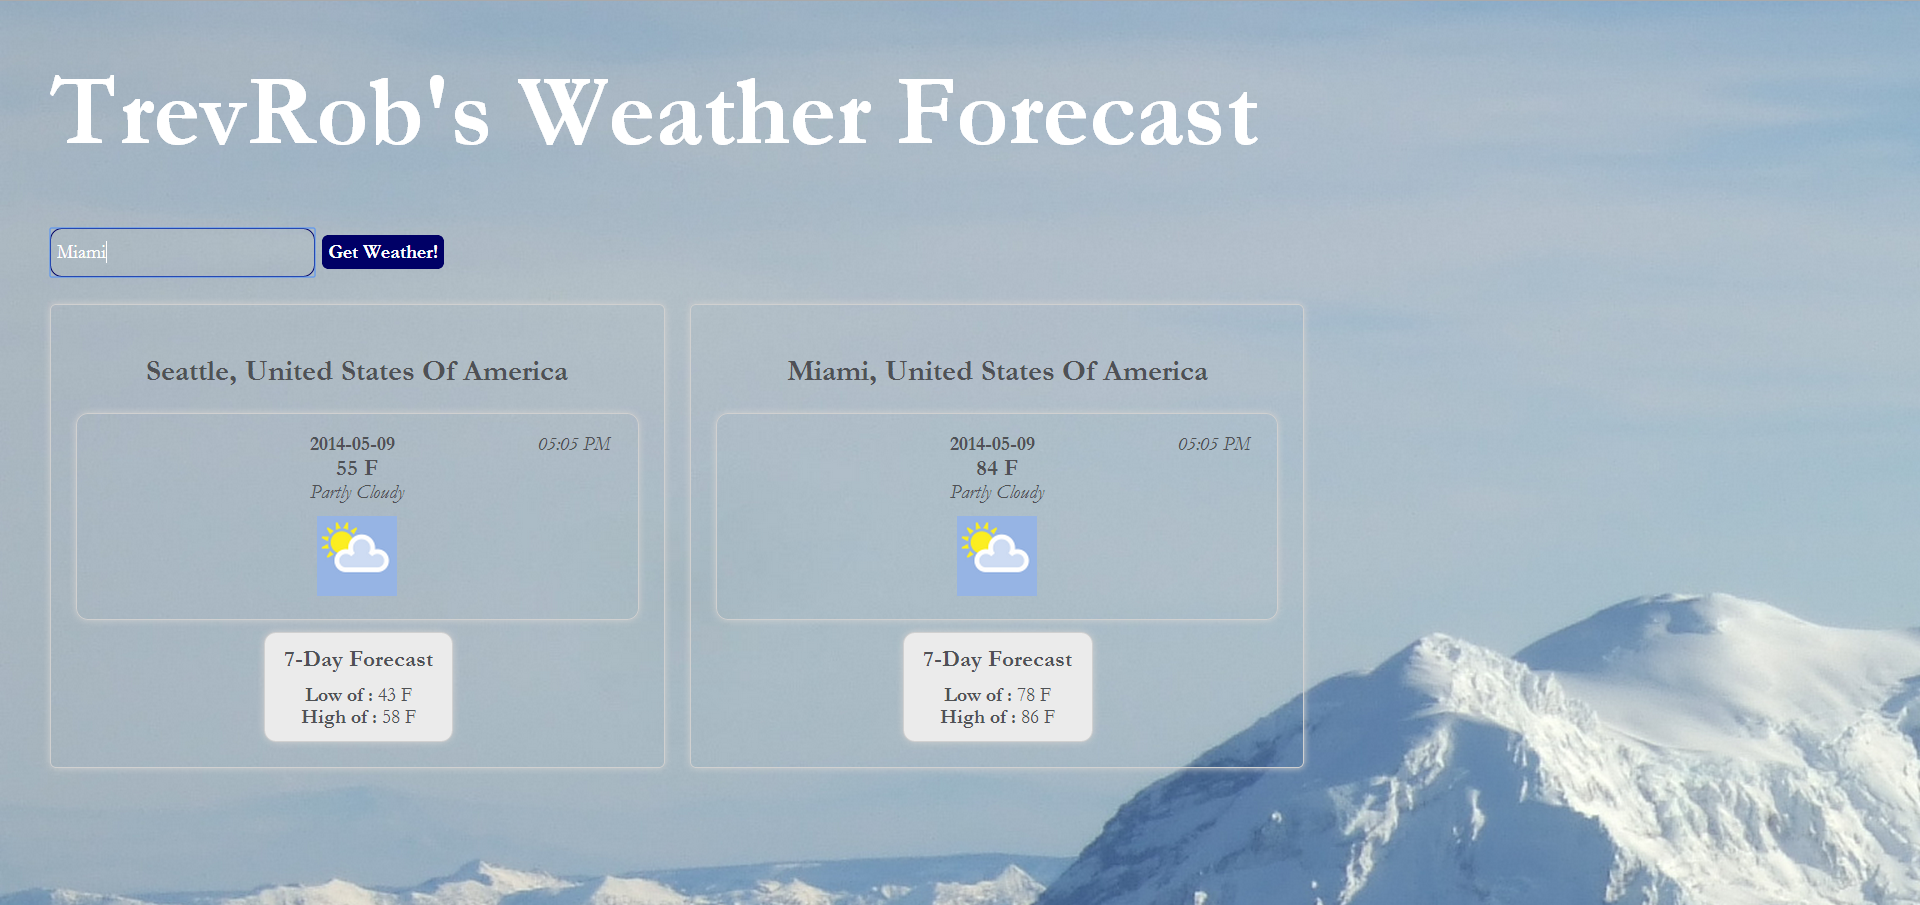 TrevRob's Weather Forecast
Miami
Get Weather!
Seattle, United States Of America
2014-05-09
05:05 PM
55 F
Partly Cloudy
7-Day Forecast
Low of : 43 F
High of : 58 F
Miami, United States Of America
2014-05-09
05:05 PM
84 F
Partly Cloudy
7-Day Forecast
Low of : 78 F
High of : 86 F